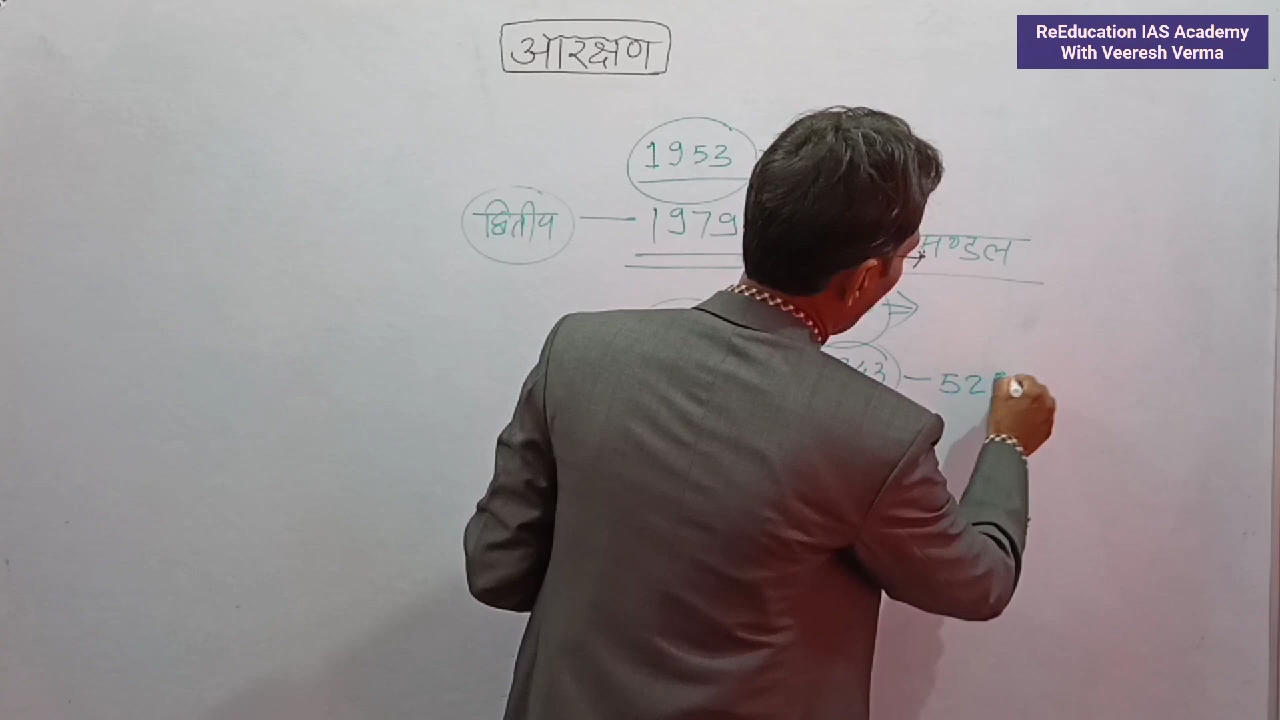 ReEducation IAS Academy
With Veeresh Verma
आरक्षण
1953
द्वितीय — 1979
मण्डल
— 52